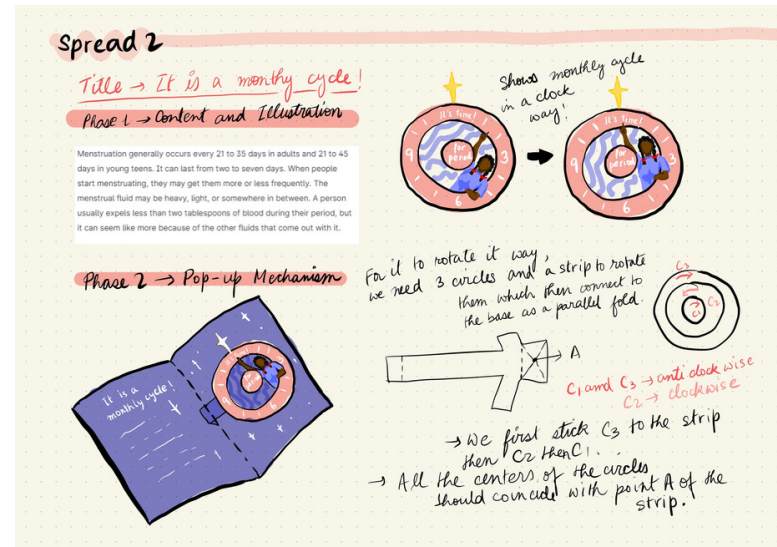 Spread 2
Title → It is a monthy cycle!
Phase 1 → Content and Illustration
Menstruation generally occurs every 21 to 35 days in adults and 21 to 45
days in young teens. It can last from two to seven days. When people
start menstruating, they may get them more or less frequently. The
menstrual fluid may be heavy, light, or somewhere in between. A person
usually expels less than two tablespoons of blood during their period, but
it can seem like more because of the other fluids that come out with it.
Shows monthly cycle
in a clock
way!
It's time!
for
period
9
3
6
It's time!
for
period
9
3
6
Phase 2 → Pop-up Mechanism
For it to rotate it way,
we need 3 circles and a strip to rotate
them which then connect to
the base as a parallel fold.
C3
C2
C1
A
C1 and C3 → anti clockwise
C2 → clockwise
It is a
monthly cycle!
9
6
→ We first stick C3 to the strip
then C2 then C1...
→ All the centers of the circles
should coincide with point A of the
strip.